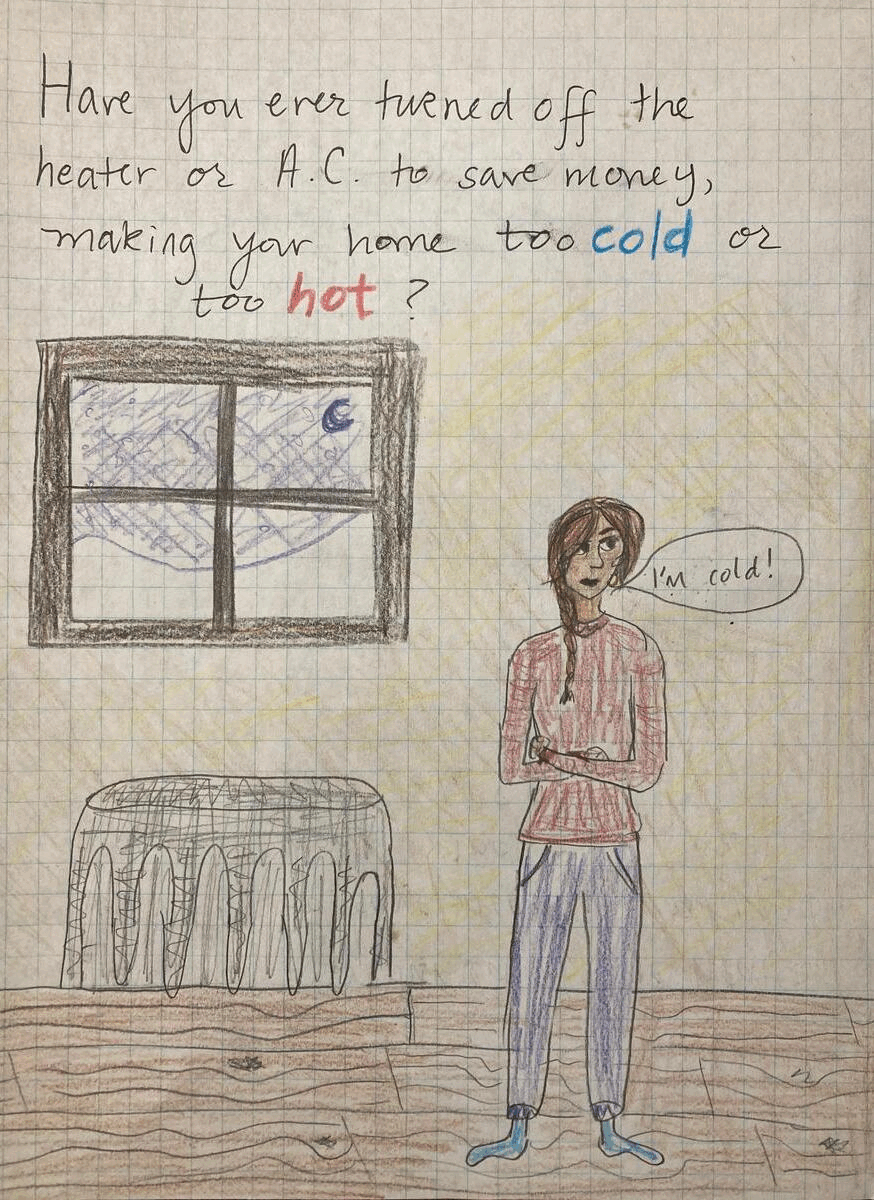 Have you ever turned off the
heater or A.C. to save money,
making your home too cold or
too hot?
I'm cold!